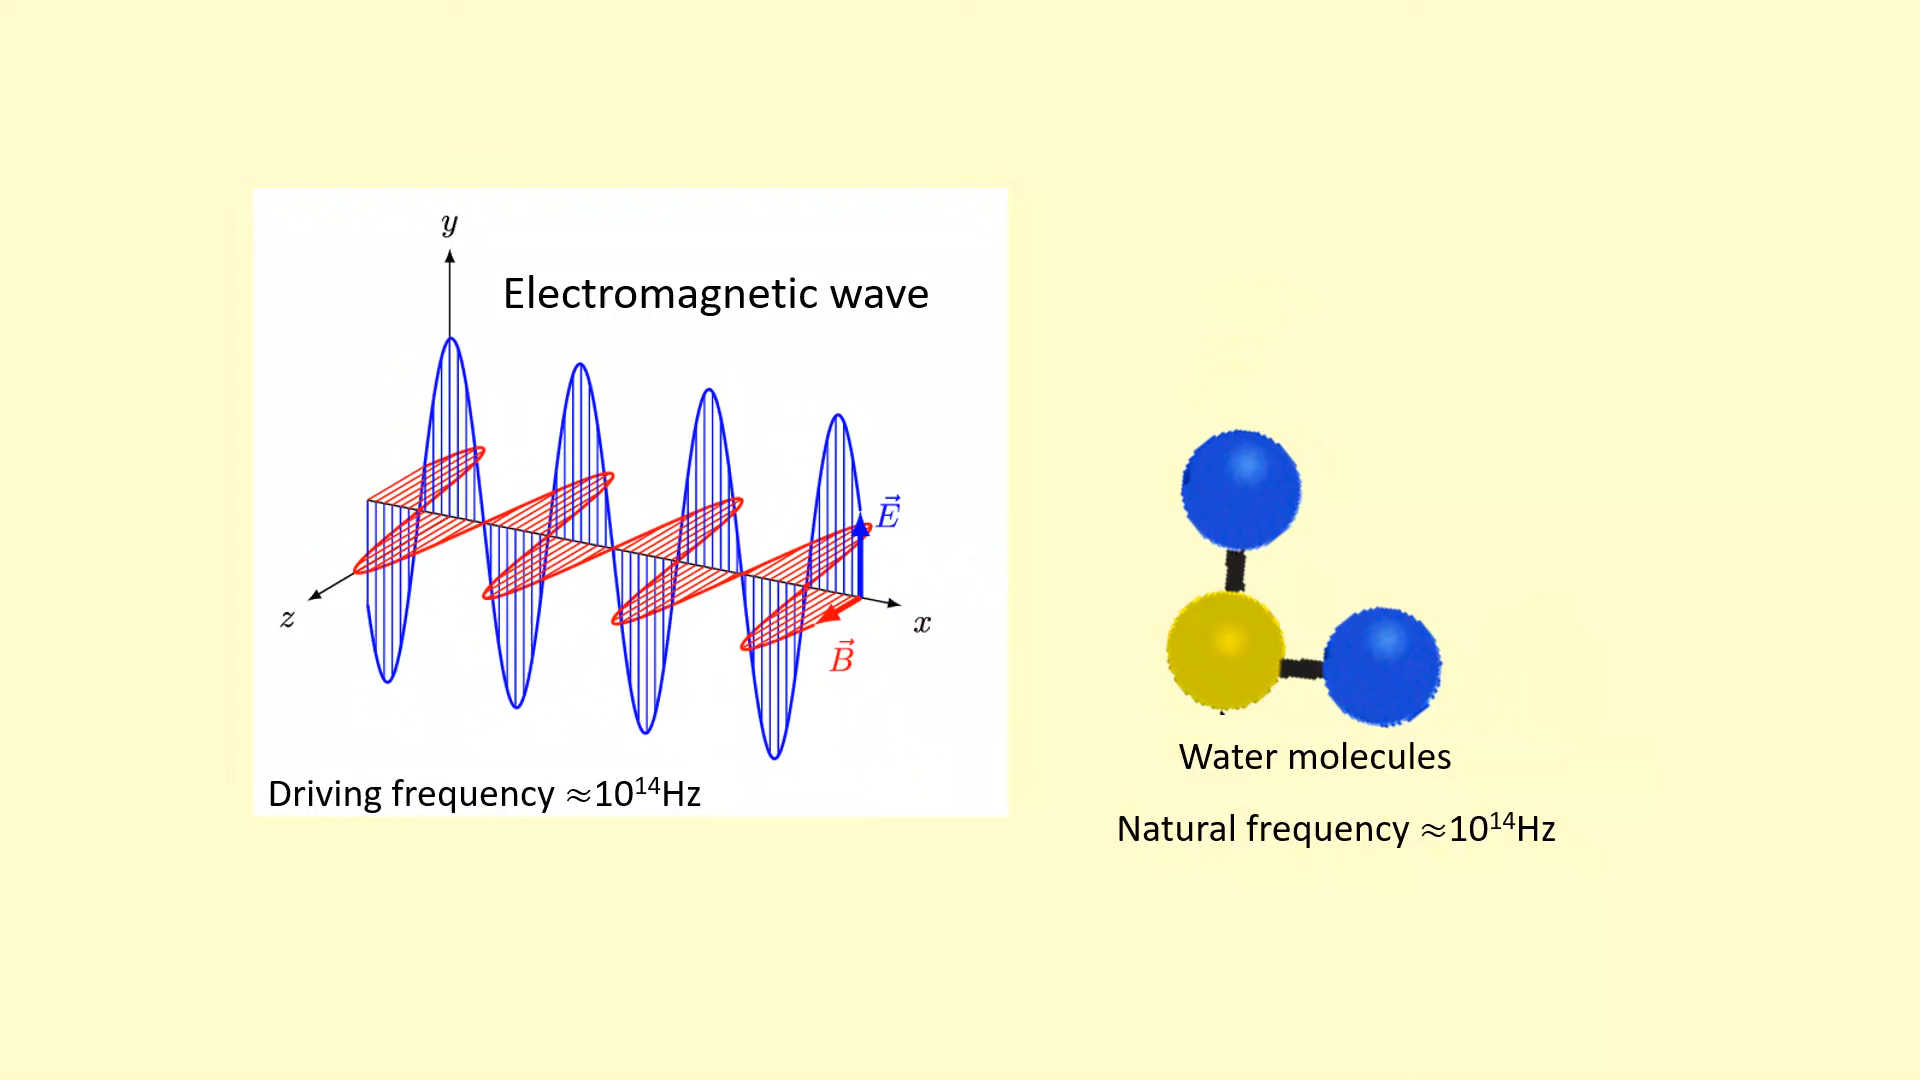 y
Electromagnetic wave
E⃗
z
x
B⃗
Driving frequency ≈10¹⁴Hz
Water molecules
Natural frequency ≈10¹⁴Hz